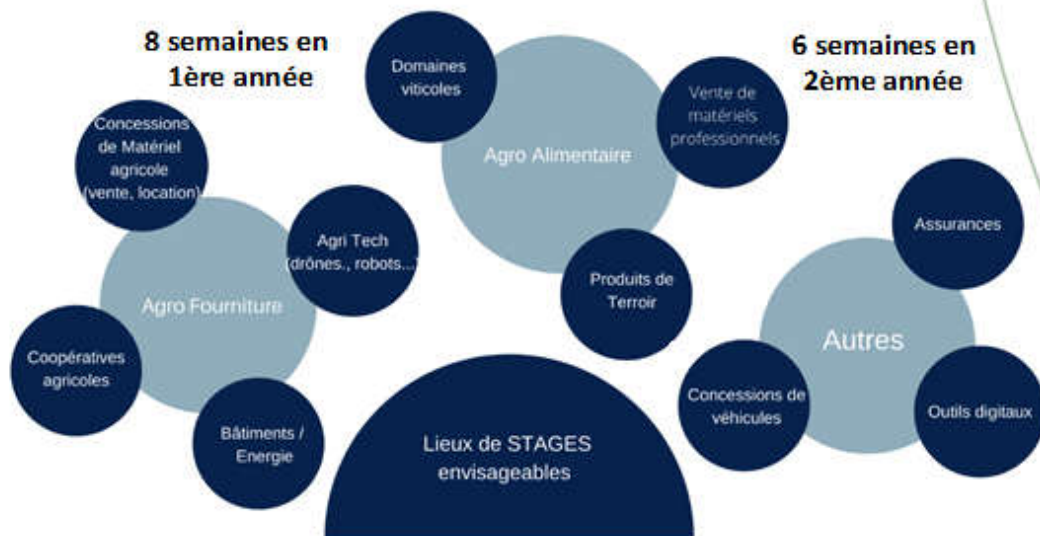 8 semaines en
1ère année
6 semaines en
2ème année
Domaines
viticoles
Agro Alimentaire
Vente de
matériels
professionnels
Produits de
Terroir
Concessions
de Matériel
agricole
(vente, location)
Agri Tech
(drônes., robots...)
Agro Fourniture
Coopératives
agricoles
Bâtiments /
Energie
Assurances
Autres
Concessions de
véhicules
Outils digitaux
Lieux de STAGES
envisageables